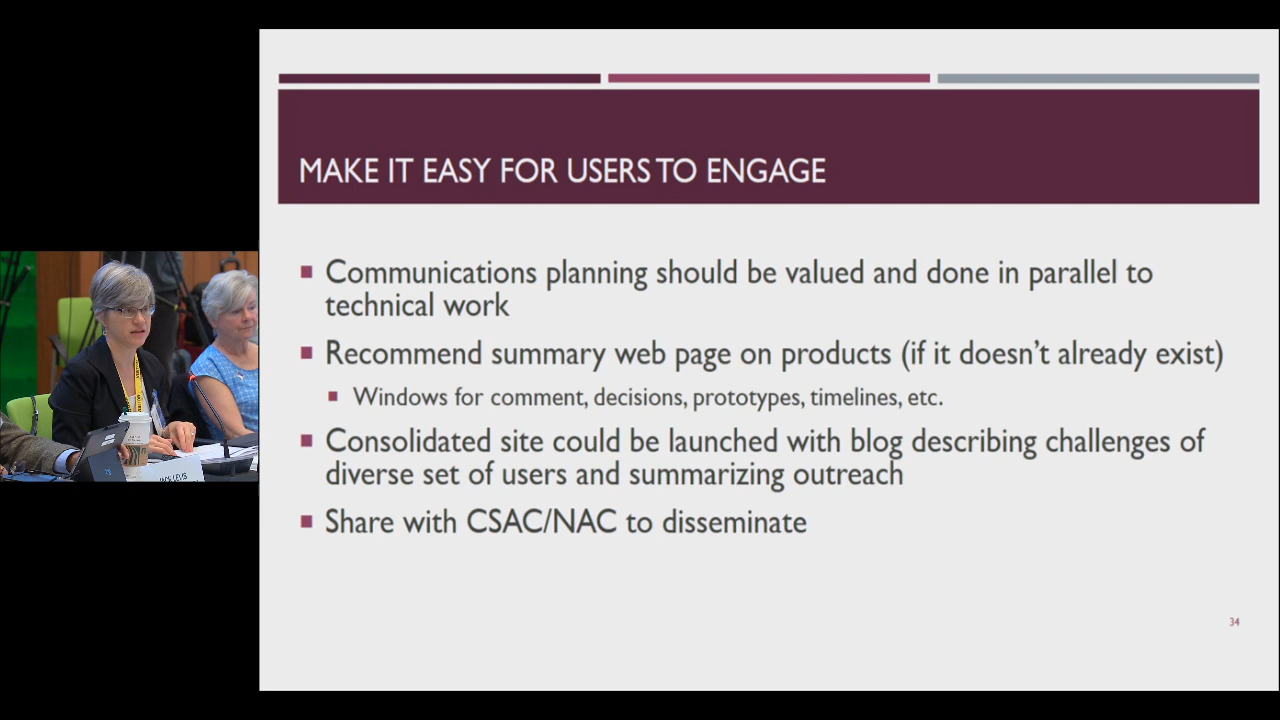 MAKE IT EASY FOR USERS TO ENGAGE
Communications planning should be valued and done in parallel to
technical work
Recommend summary web page on products (if it doesn't already exist)
Windows for comment, decisions, prototypes, timelines, etc.
Consolidated site could be launched with blog describing challenges of
diverse set of users and summarizing outreach
Share with CSAC/NAC to disseminate
34
JACK LEVIS